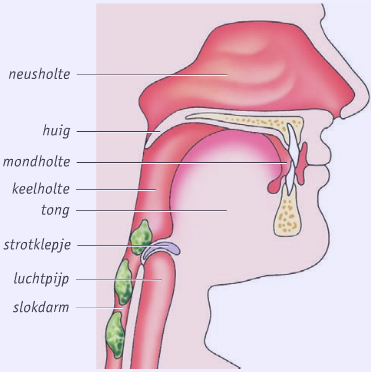 neusholte
huig
mondholte
keelholte
tong
strotklepje
luchtpijp
slokdarm